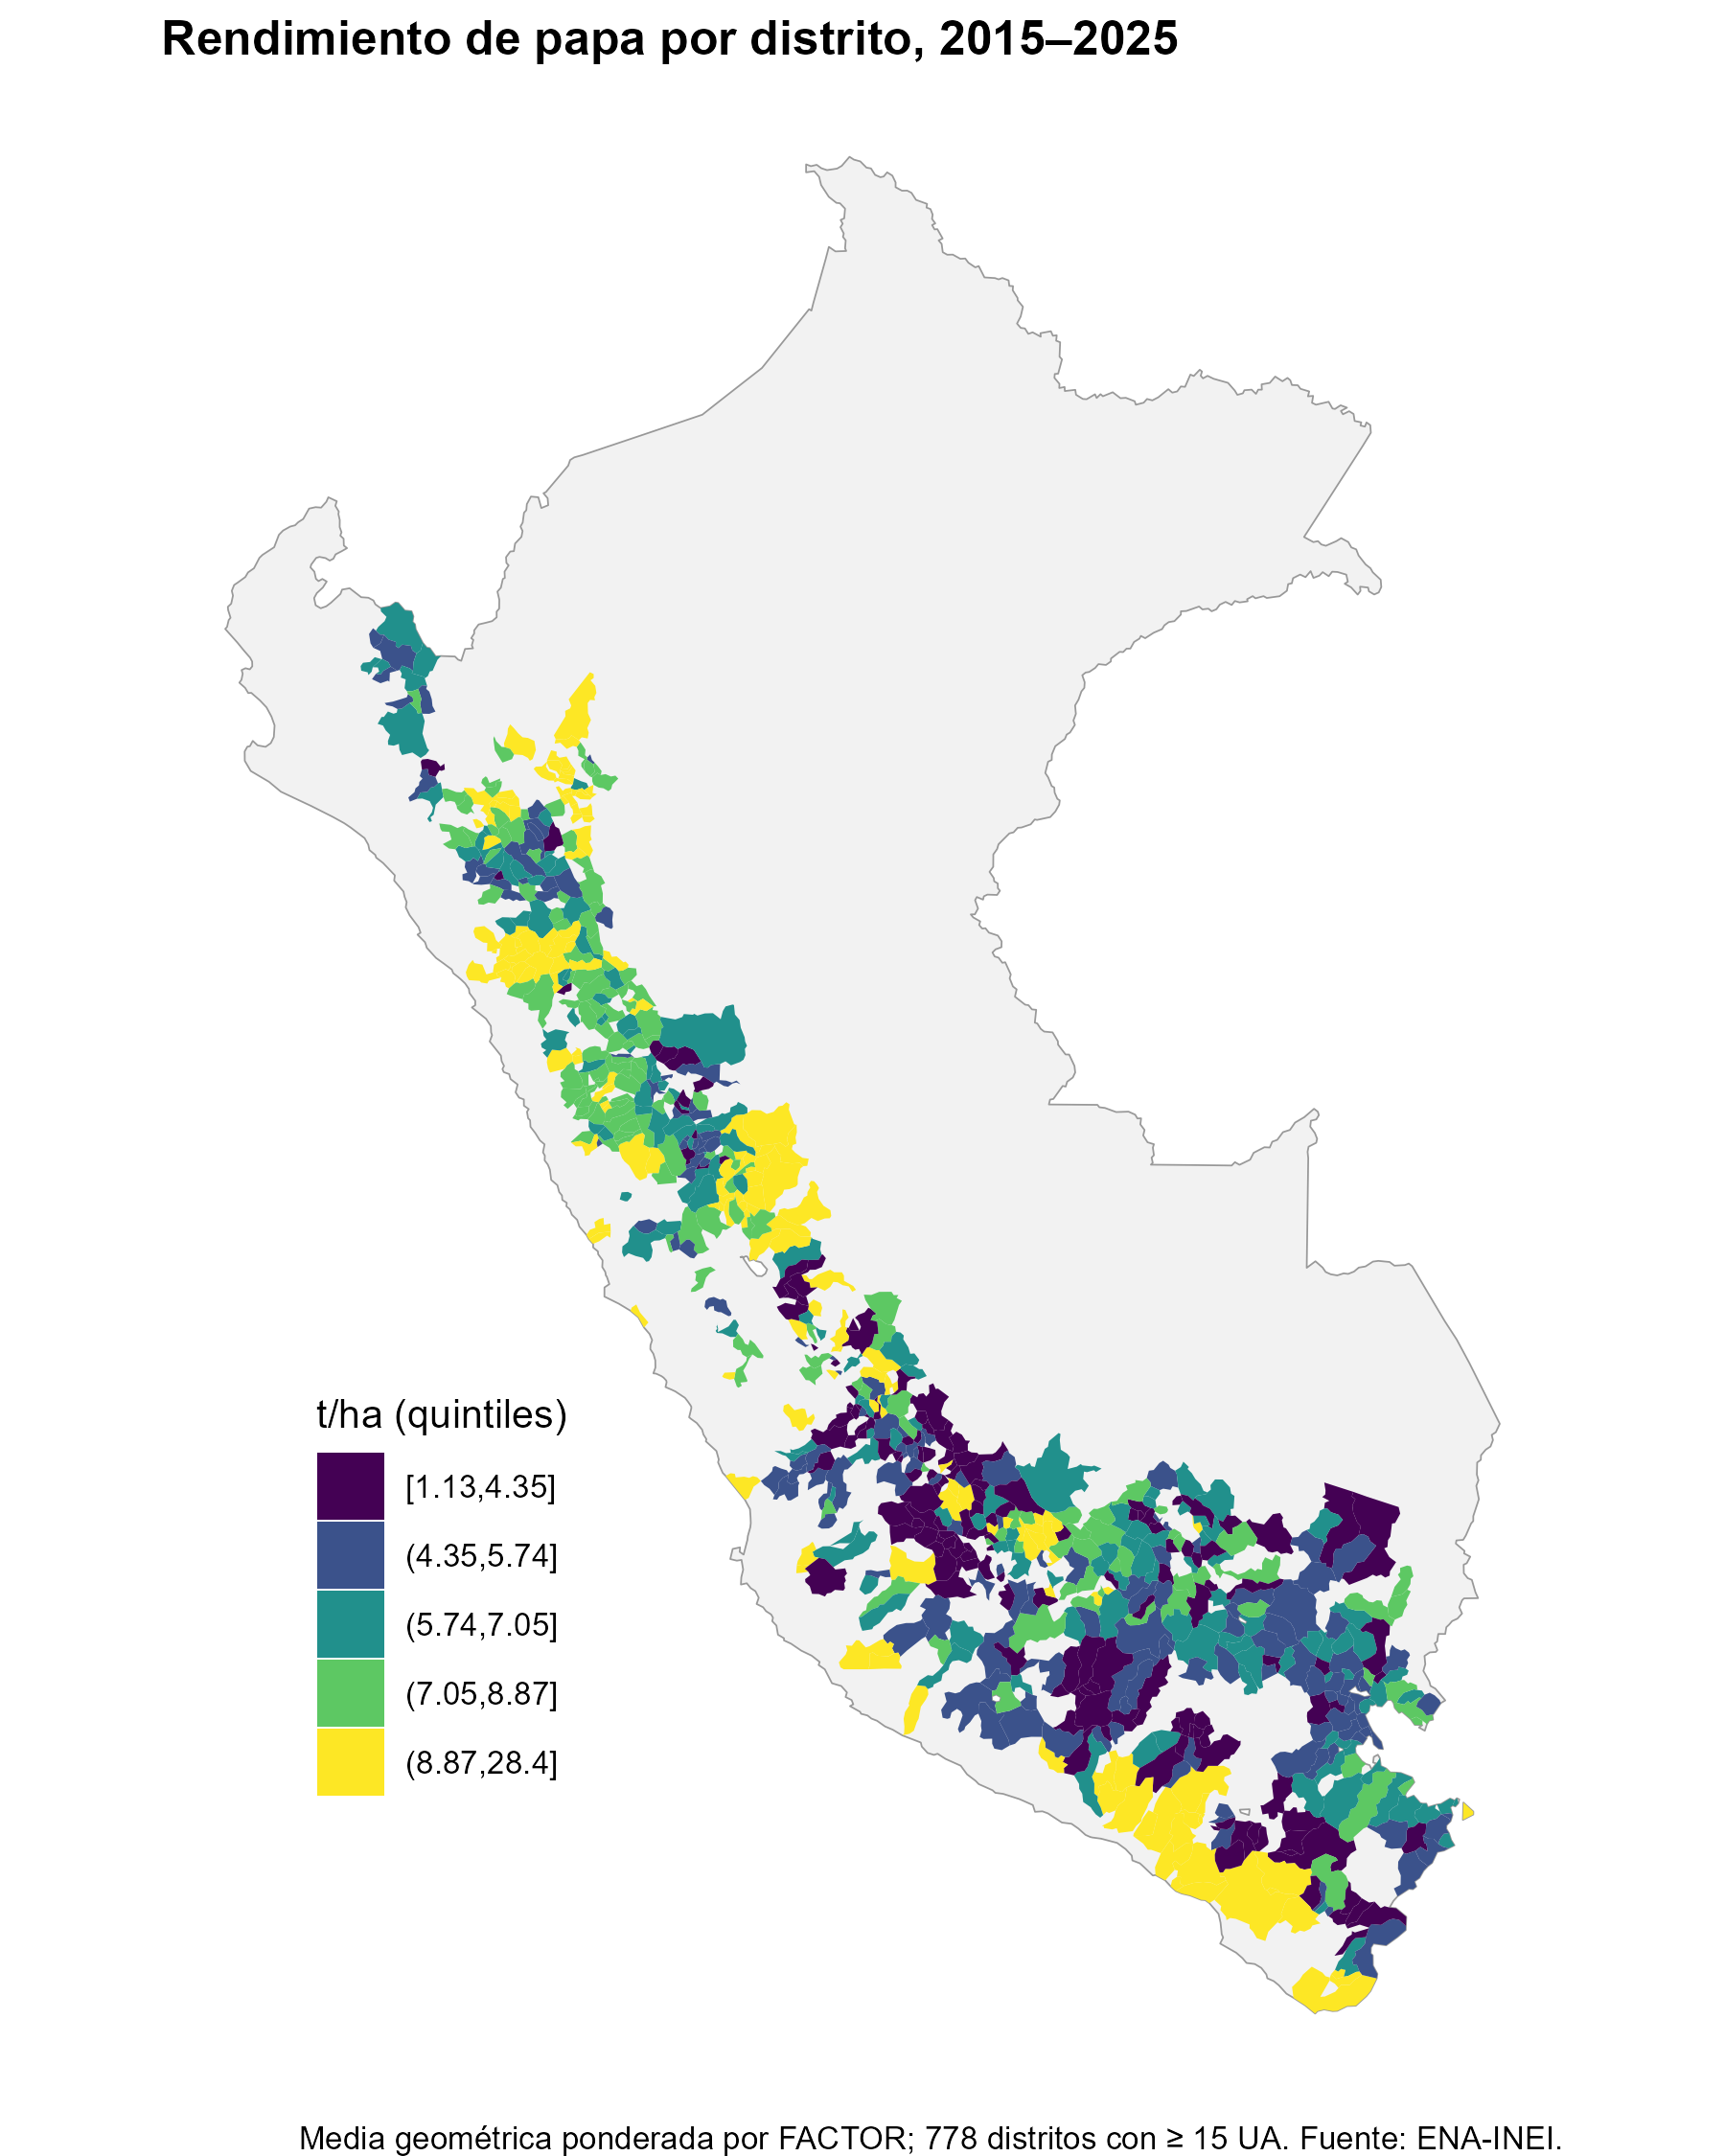 Rendimiento de papa por distrito, 2015–2025
t/ha (quintiles)
[1.13,4.35]
(4.35,5.74]
(5.74,7.05]
(7.05,8.87]
(8.87,28.4]
Media geométrica ponderada por FACTOR; 778 distritos con ≥ 15 UA. Fuente: ENA-INEI.